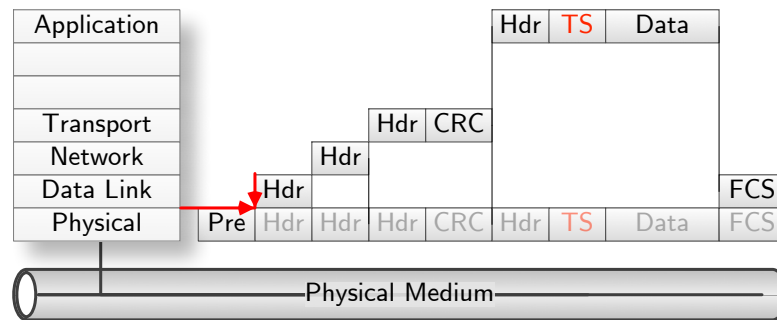 Application Hdr TS Data
Transport Hdr CRC
Network Hdr
Data Link Hdr FCS
Physical Pre Hdr Hdr Hdr CRC Hdr TS Data FCS
Physical Medium